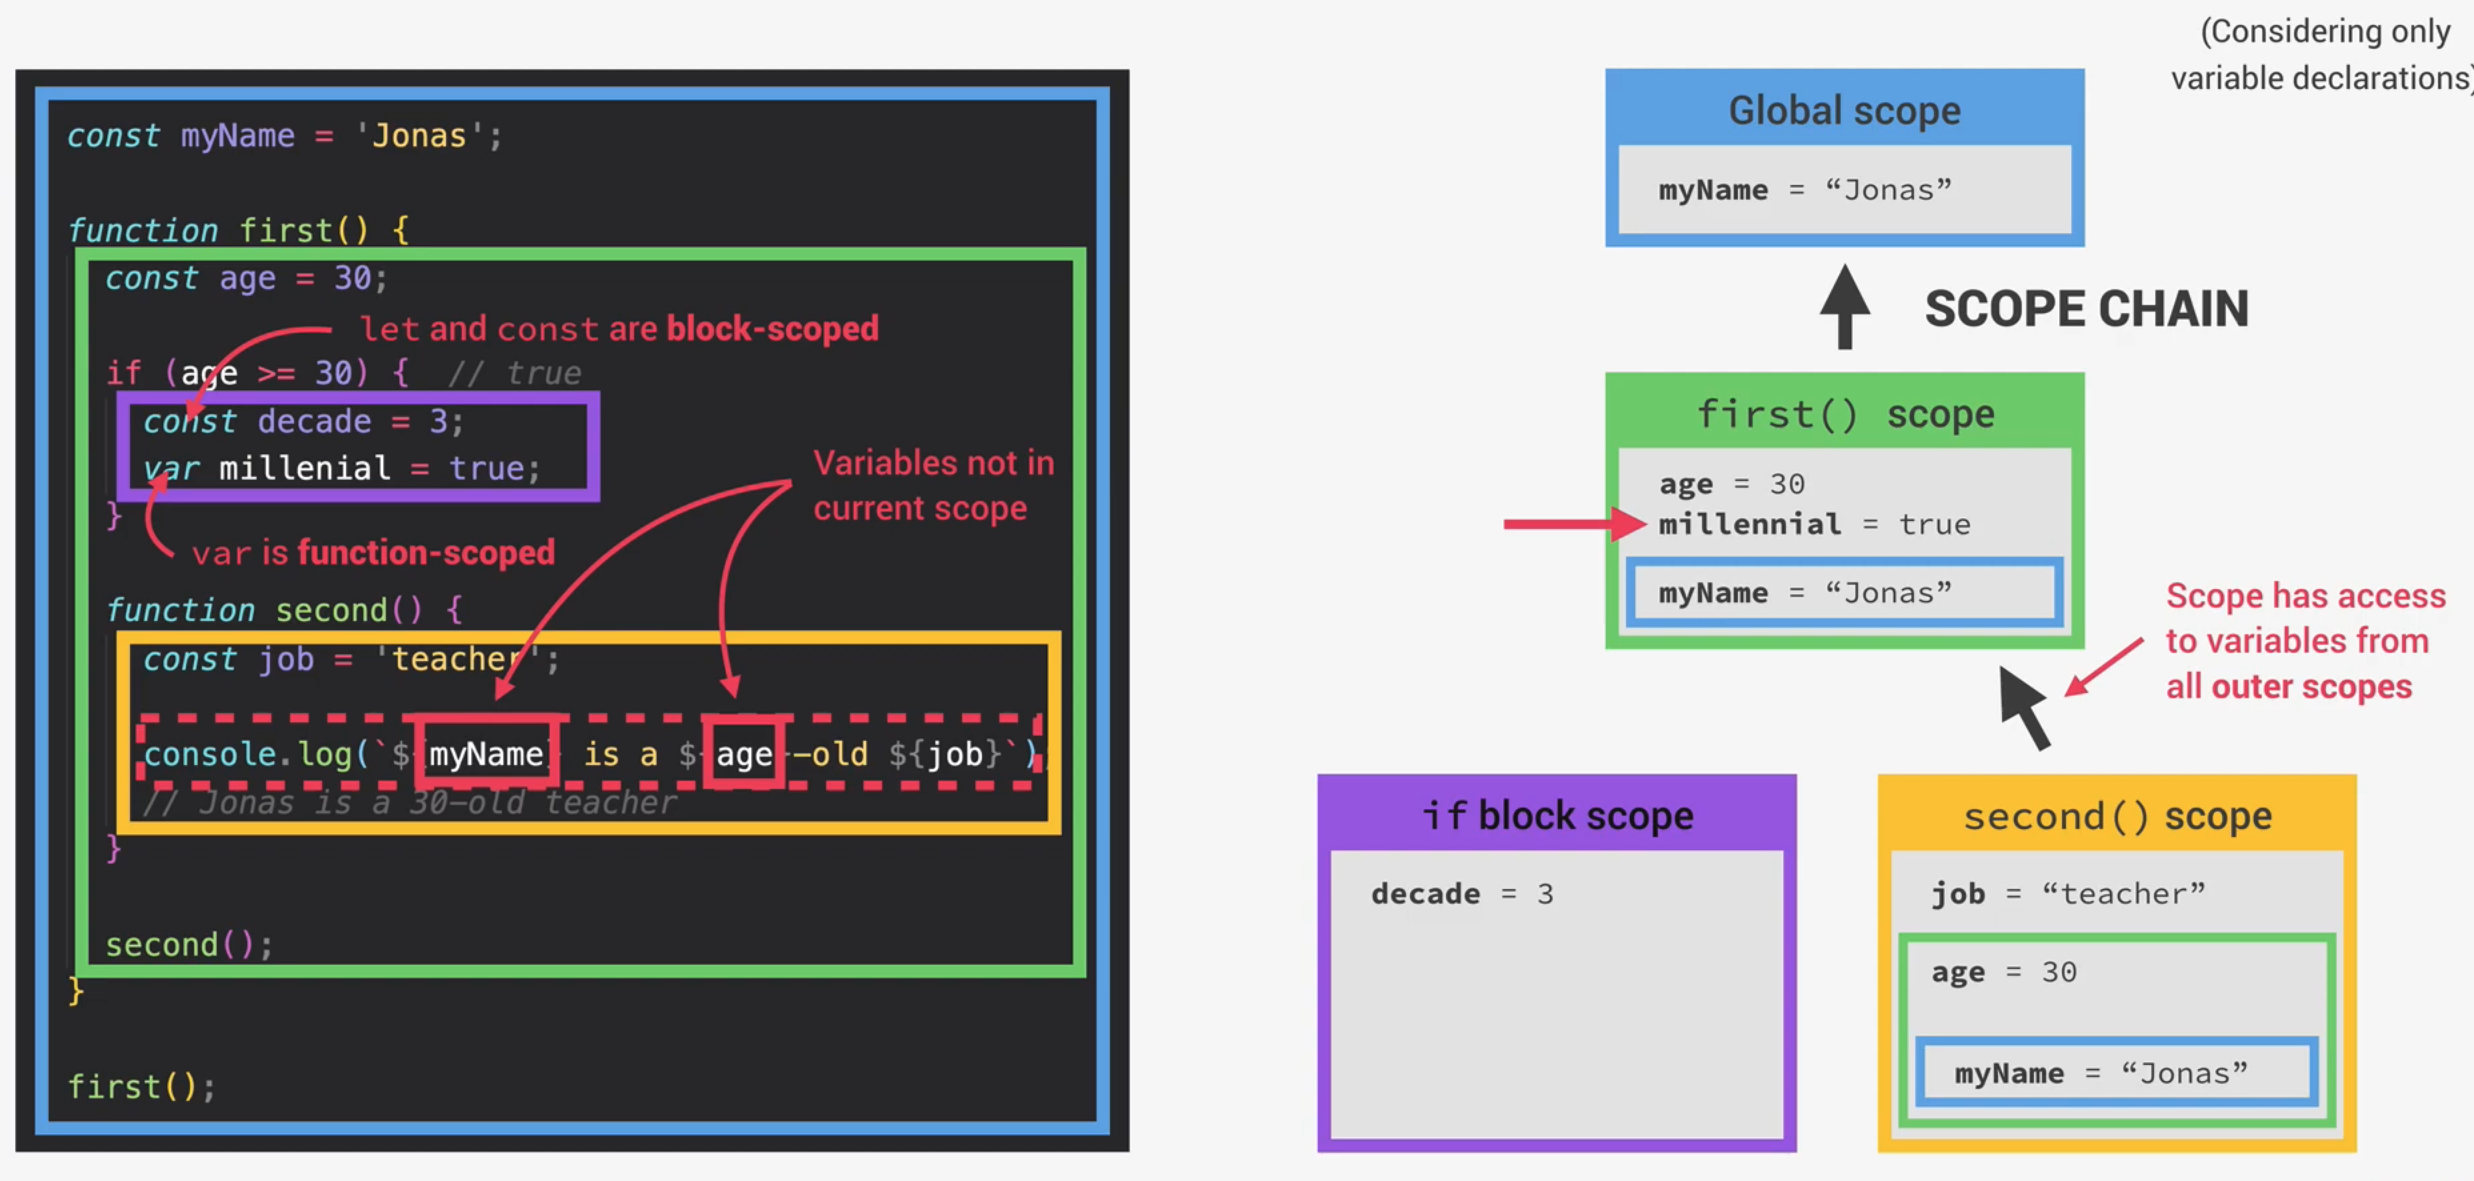 (Considering only
variable declarations)
const myName = 'Jonas';
function first() {
const age = 30;
let and const are block-scoped
if (age >= 30) { // true
const decade = 3;
var millenial = true;
}
var is function-scoped
Variables not in
current scope
function second() {
const job = 'teacher';
console.log(`${myName} is a ${age}-old ${job}`)
// Jonas is a 30-old teacher
}
second();
}
first();
Global scope
myName = “Jonas”
SCOPE CHAIN
first() scope
age = 30
millennial = true
myName = “Jonas”
Scope has access
to variables from
all outer scopes
if block scope
decade = 3
second() scope
job = “teacher”
age = 30
myName = “Jonas”